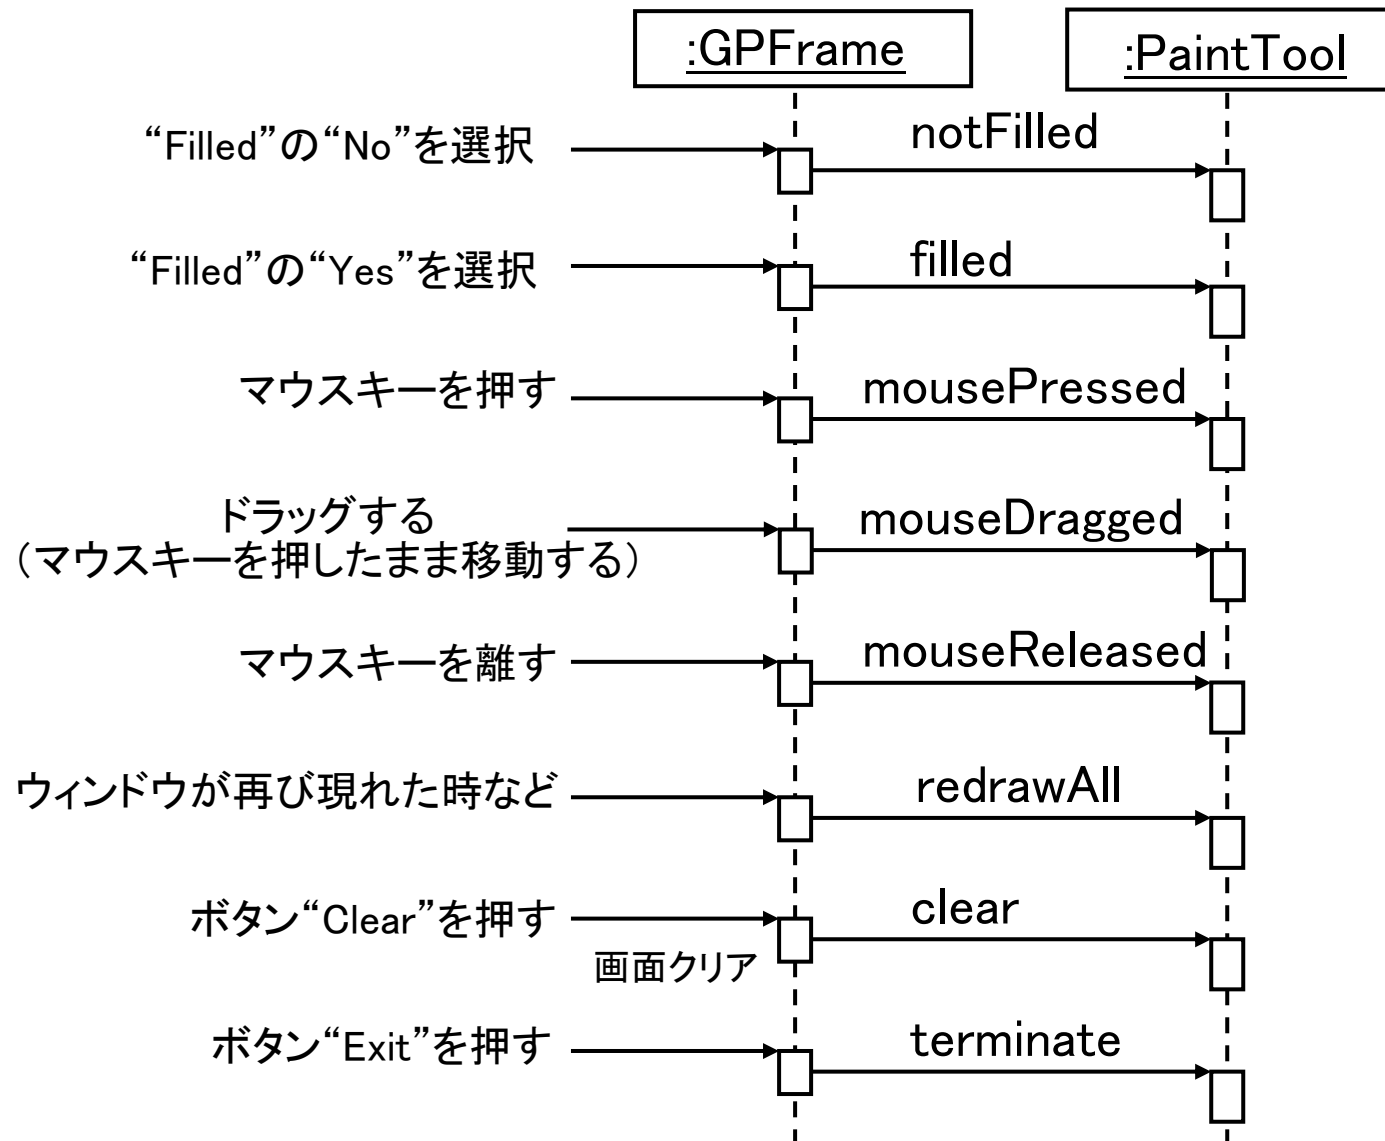 :GPFrame
:PaintTool
“Filled”の“No”を選択
notFilled
“Filled”の“Yes”を選択
filled
マウスキーを押す
mousePressed
ドラッグする
（マウスキーを押したまま移動する）
mouseDragged
マウスキーを離す
mouseReleased
ウィンドウが再び現れた時など
redrawAll
ボタン“Clear”を押す
clear
画面クリア
ボタン“Exit”を押す
terminate